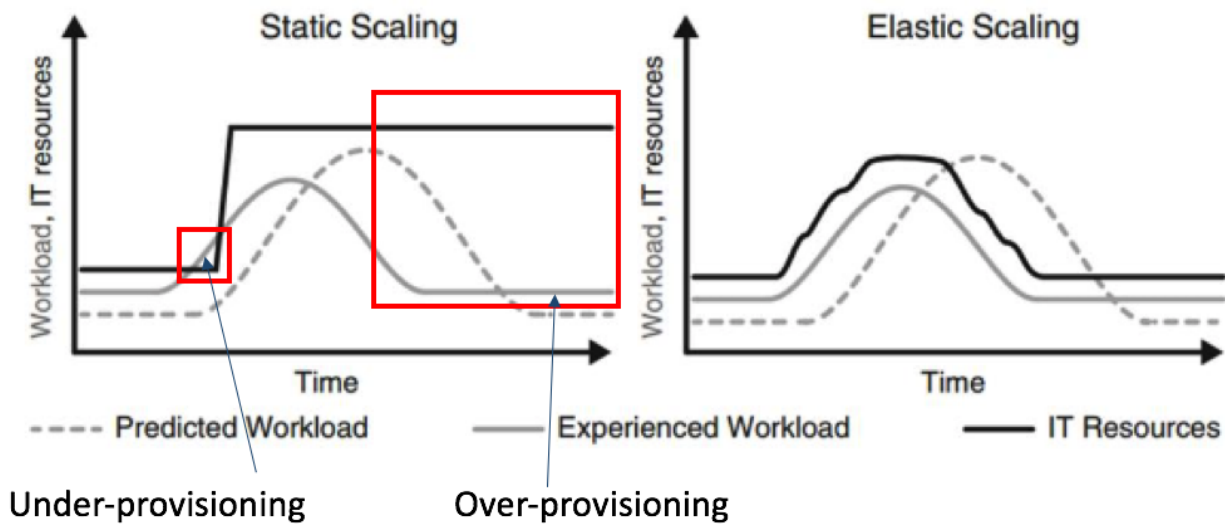 Static Scaling
Elastic Scaling
Workload, IT resources
Workload, IT resources
Time
Time
Predicted Workload
Experienced Workload
IT Resources
Under-provisioning
Over-provisioning